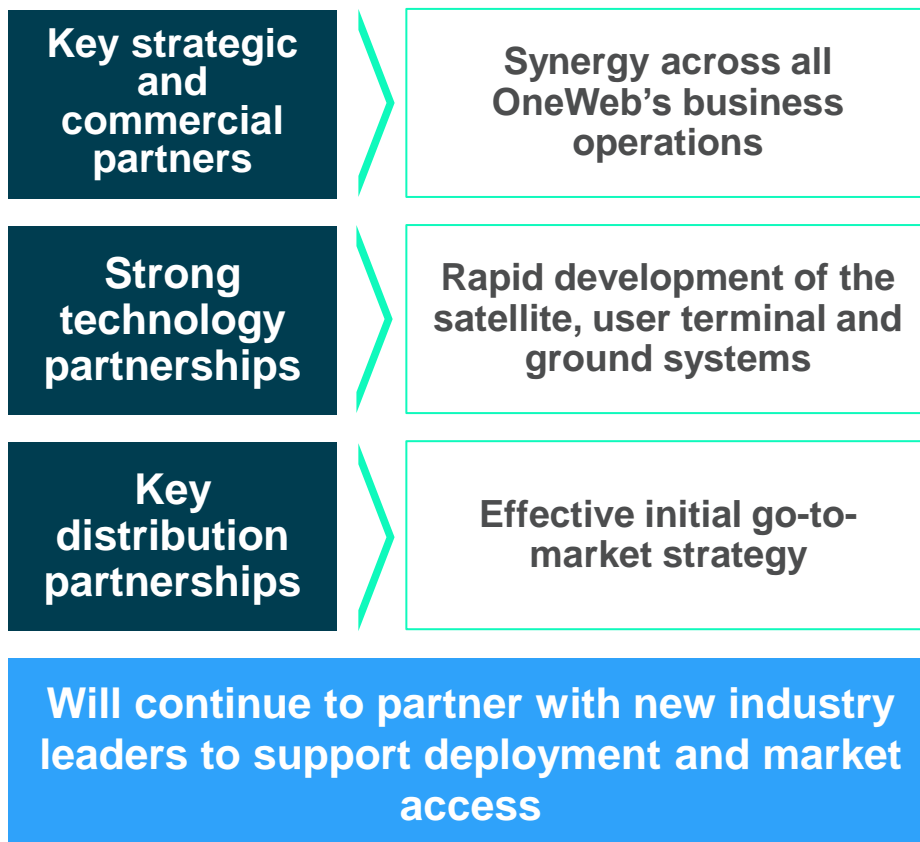 Key strategic
and
commercial
partners
Synergy across all
OneWeb's business
operations
Strong
technology
partnerships
Rapid development of the
satellite, user terminal and
ground systems
Key
distribution
partnerships
Effective initial go-to-
market strategy
Will continue to partner with new industry
leaders to support deployment and market
access